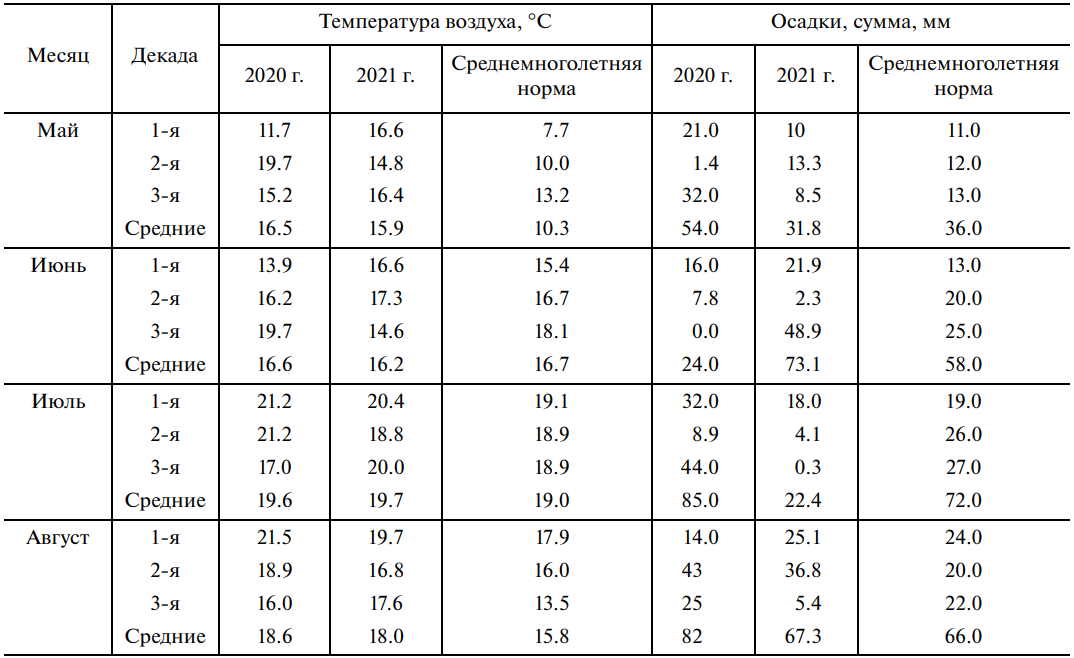 Месяц Декада Температура воздуха, °C Осадки, сумма, мм
2020 г. 2021 г. Среднемноголетняя норма 2020 г. 2021 г. Среднемноголетняя норма
Май 1-я 11.7 16.6 7.7 21.0 10 11.0
2-я 19.7 14.8 10.0 1.4 13.3 12.0
3-я 15.2 16.4 13.2 32.0 8.5 13.0
Средние 16.5 15.9 10.3 54.0 31.8 36.0
Июнь 1-я 13.9 16.6 15.4 16.0 21.9 13.0
2-я 16.2 17.3 16.7 7.8 2.3 20.0
3-я 19.7 14.6 18.1 0.0 48.9 25.0
Средние 16.6 16.2 16.7 24.0 73.1 58.0
Июль 1-я 21.2 20.4 19.1 32.0 18.0 19.0
2-я 21.2 18.8 18.9 8.9 4.1 26.0
3-я 17.0 20.0 18.9 44.0 0.3 27.0
Средние 19.6 19.7 19.0 85.0 22.4 72.0
Август 1-я 21.5 19.7 17.9 14.0 25.1 24.0
2-я 18.9 16.8 16.0 43 36.8 20.0
3-я 16.0 17.6 13.5 25 5.4 22.0
Средние 18.6 18.0 15.8 82 67.3 66.0